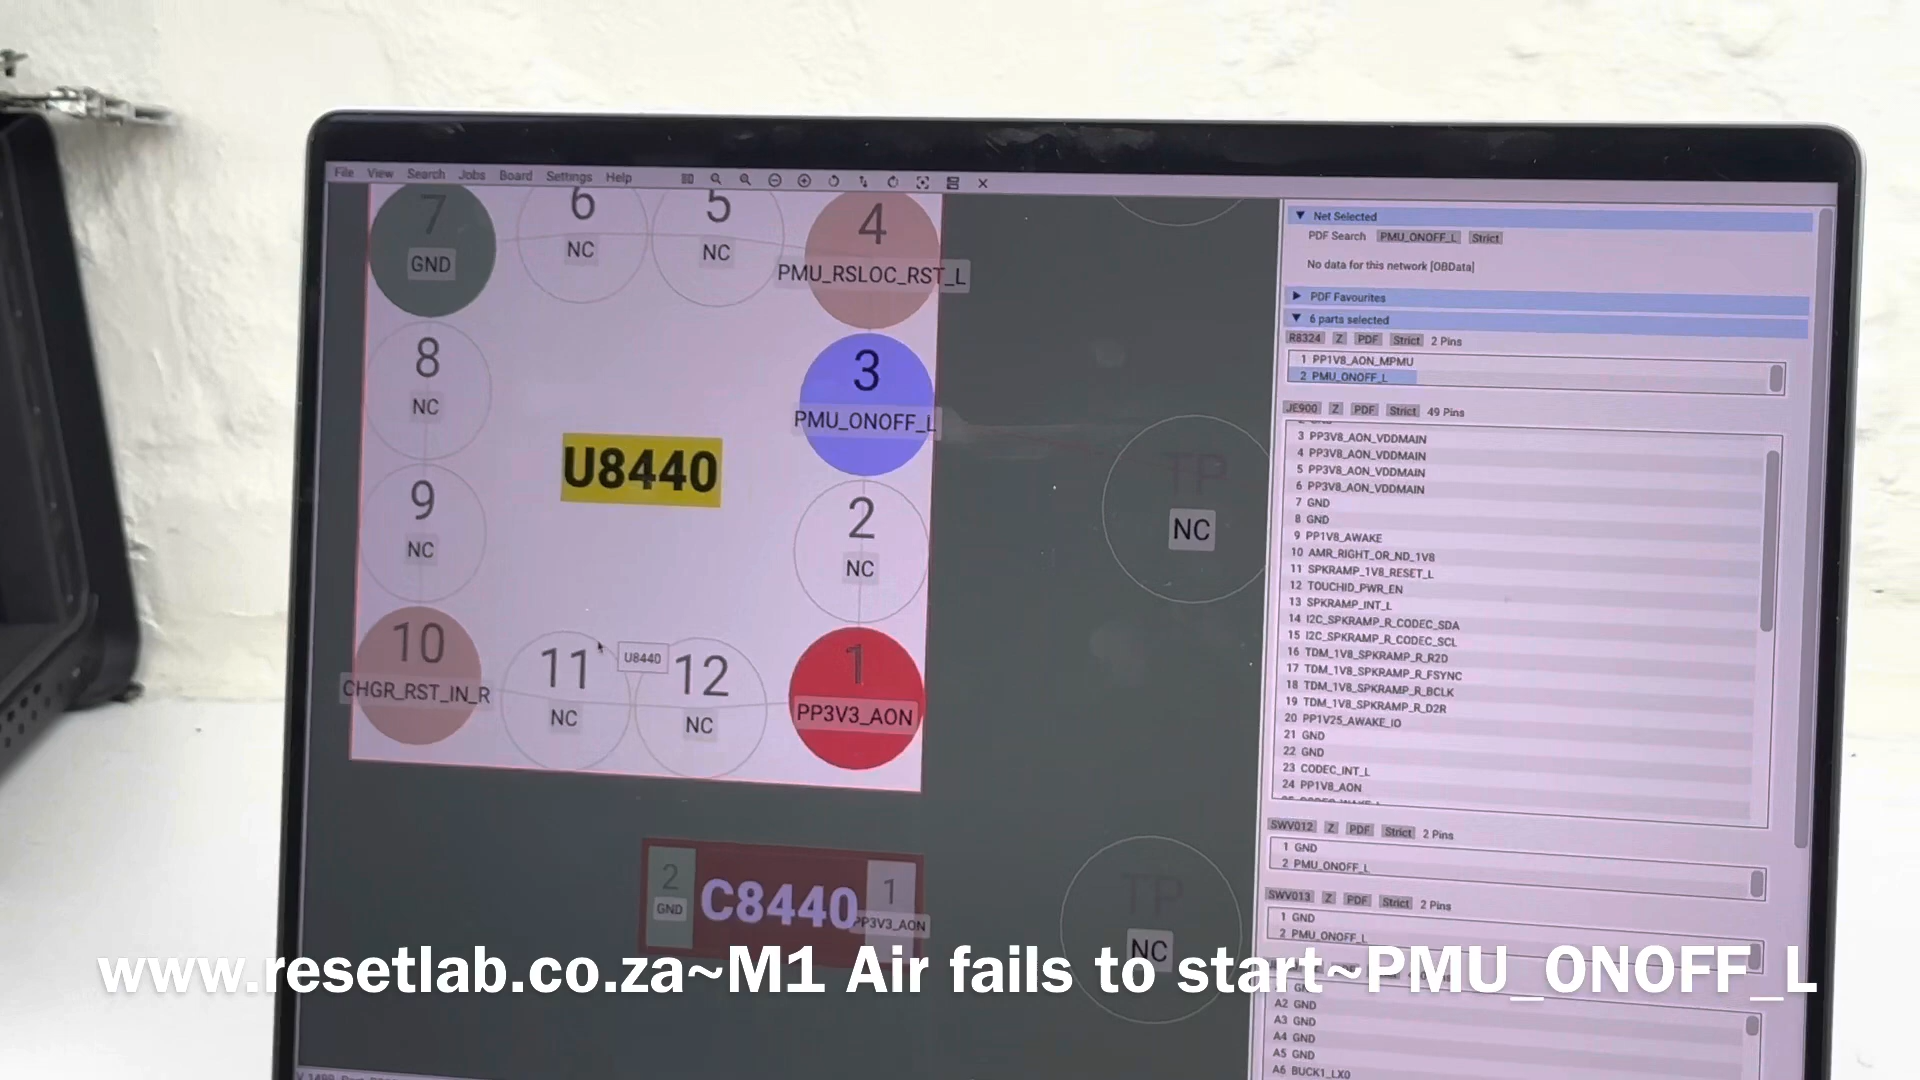 File View Search Jobs Board Settings Help
7
GND
6
NC
5
NC
4
PMU_RSLOC_RST_L
8
NC
3
PMU_ONOFF_L
U8440
9
NC
2
NC
10
CHGR_RST_IN_R
11
NC
U8440
12
NC
1
PP3V3_AON
2
GND
C8440
1
PP3V3_AON
TP
NC
TP
NC
Net Selected
PDF Search PMU_ONOFF_L Strict
No data for this network [OBData]
PDF Favourites
6 parts selected
R8324 Z PDF Strict 2 Pins
1 PP1V8_AON_MPMU
2 PMU_ONOFF_L
JE900 Z PDF Strict 49 Pins
3 PP3V8_AON_VDDMAIN
4 PP3V8_AON_VDDMAIN
5 PP3V8_AON_VDDMAIN
6 PP3V8_AON_VDDMAIN
7 GND
8 GND
9 PP1V8_AWAKE
10 AMR_RIGHT_OR_ND_1V8
11 SPKRAMP_1V8_RESET_L
12 TOUCHID_PWR_EN
13 SPKRAMP_INT_L
14 I2C_SPKRAMP_R_CODEC_SDA
15 I2C_SPKRAMP_R_CODEC_SCL
16 TDM_1V8_SPKRAMP_R_R2D
17 TDM_1V8_SPKRAMP_R_FSYNC
18 TDM_1V8_SPKRAMP_R_BCLK
19 TDM_1V8_SPKRAMP_R_D2R
20 PP1V25_AWAKE_IO
21 GND
22 GND
23 CODEC_INT_L
24 PP1V8_AON
SWV012 Z PDF Strict 2 Pins
1 GND
2 PMU_ONOFF_L
SWV013 Z PDF Strict 2 Pins
1 GND
2 PMU_ONOFF_L
A2 GND
A3 GND
A4 GND
A5 GND
A6 BUCK1_LX0
www.resetlab.co.za~M1 Air fails to start~PMU_ONOFF_L